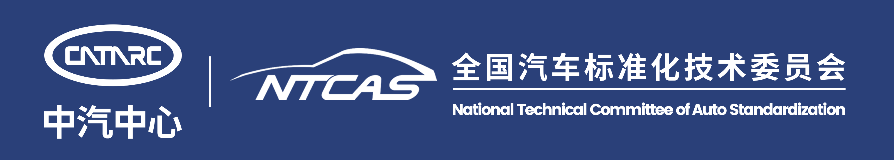 CATARC
中汽中心
NTCAS
全国汽车标准化技术委员会
National Technical Committee of Auto Standardization